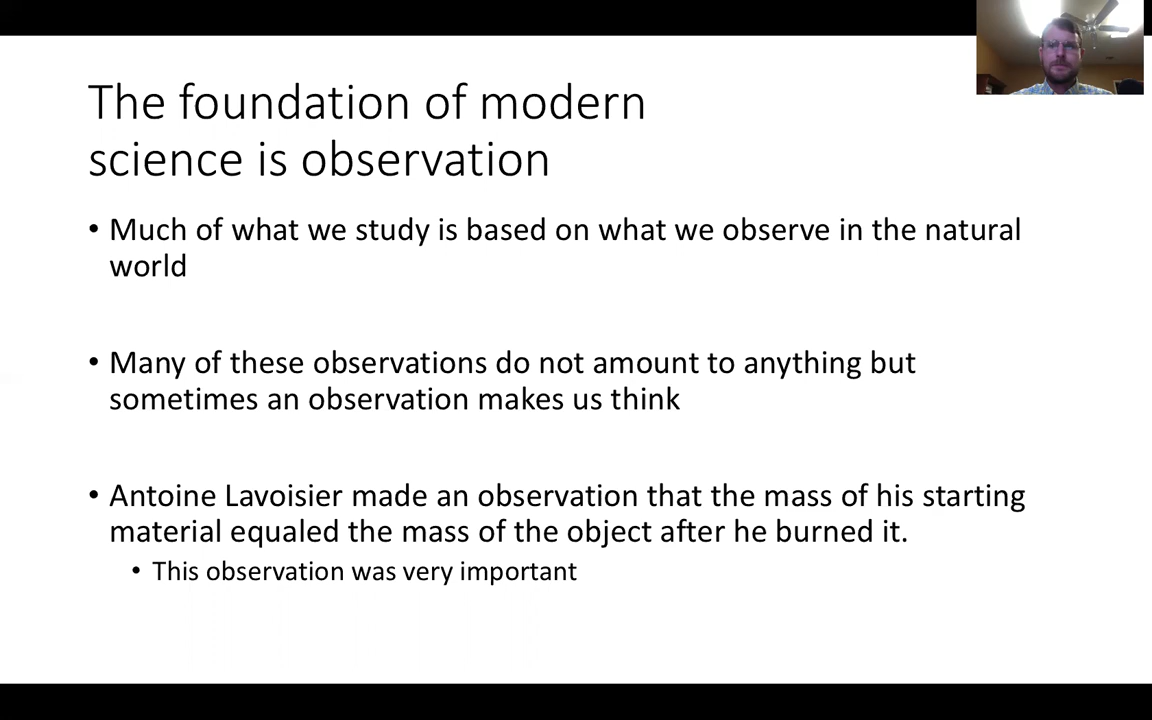 The foundation of modern
science is observation
• Much of what we study is based on what we observe in the natural
world
• Many of these observations do not amount to anything but
sometimes an observation makes us think
• Antoine Lavoisier made an observation that the mass of his starting
material equaled the mass of the object after he burned it.
• This observation was very important